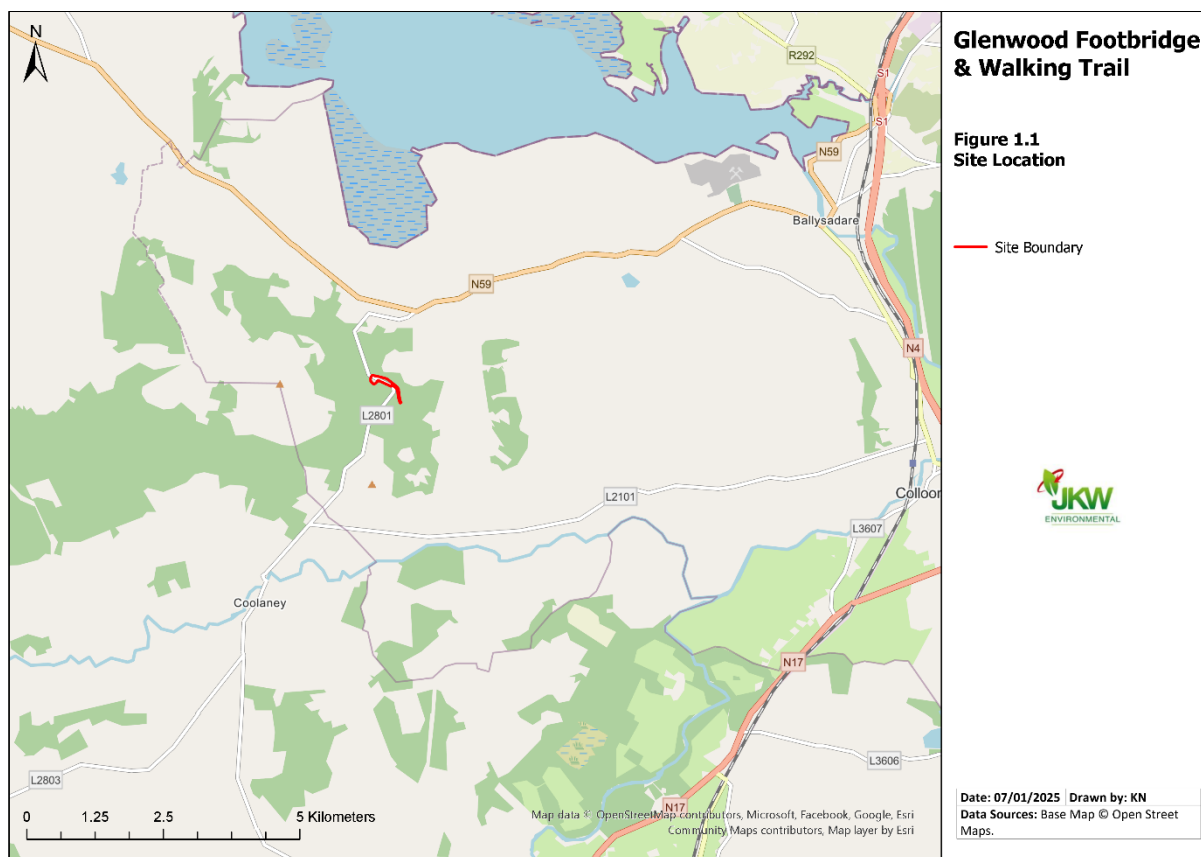 N
R292
S1
S1
N59
Ballysadare
N59
N4
L2801
L2101
Colloon
L3607
Coolaney
N17
L3606
L2803
N17
0 1.25 2.5 5 Kilometers
Map data © OpenStreetMap contributors, Microsoft, Facebook, Google, Esri
Community Maps contributors, Map layer by Esri
Glenwood Footbridge
& Walking Trail
Figure 1.1
Site Location
Site Boundary
JKW
ENVIRONMENTAL
Date: 07/01/2025 Drawn by: KN
Data Sources: Base Map © Open Street
Maps.